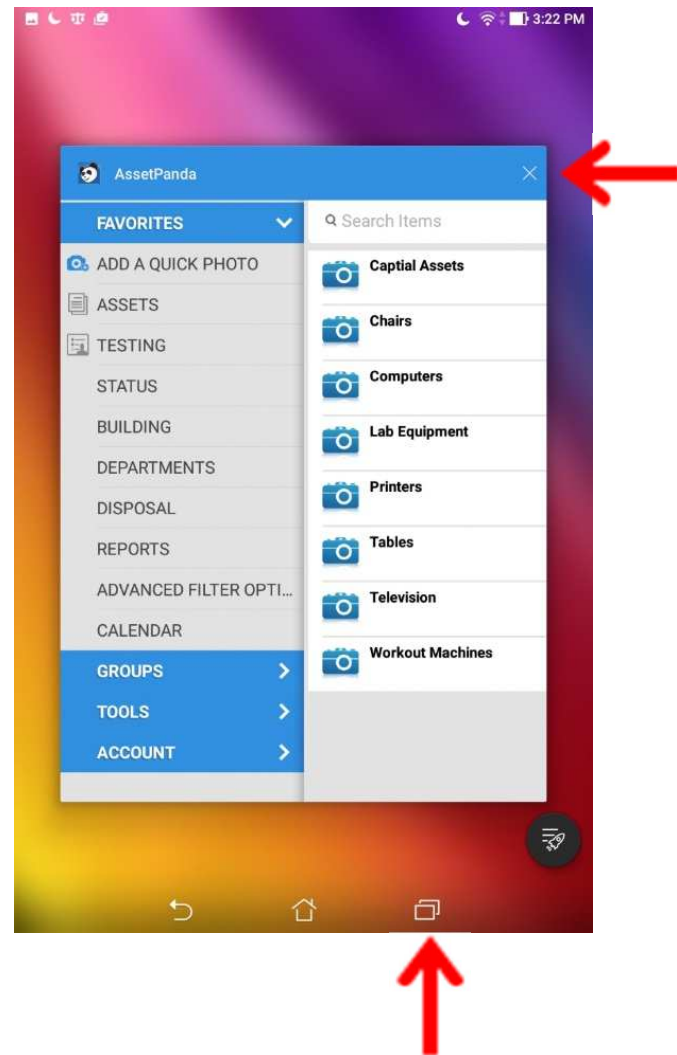 3:22 PM
AssetPanda
FAVORITES
ADD A QUICK PHOTO
ASSETS
TESTING
STATUS
BUILDING
DEPARTMENTS
DISPOSAL
REPORTS
ADVANCED FILTER OPTI...
CALENDAR
GROUPS
TOOLS
ACCOUNT
Search Items
Captial Assets
Chairs
Computers
Lab Equipment
Printers
Tables
Television
Workout Machines